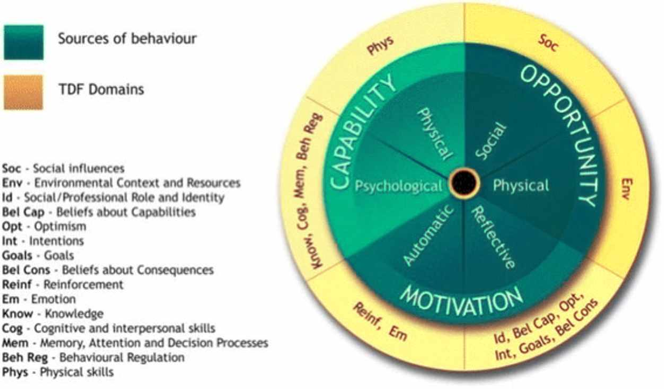 Sources of behaviour
TDF Domains
Soc - Social influences
Env - Environmental Context and Resources
Id - Social/Professional Role and Identity
Bel Cap - Beliefs about Capabilities
Opt - Optimism
Int - Intentions
Goals - Goals
Bel Cons - Beliefs about Consequences
Reinf - Reinforcement
Em - Emotion
Know - Knowledge
Cog - Cognitive and interpersonal skills
Mem - Memory, Attention and Decision Processes
Beh Reg - Behavioural Regulation
Phys - Physical skills
Phys
Soc
Env
Id, Bel Cap, Opt,
Int, Goals, Bel Cons
Reinf, Em
Know, Cog, Mem, Beh Reg
CAPABILITY
OPPORTUNITY
MOTIVATION
Physical
Social
Psychological
Physical
Automatic
Reflective